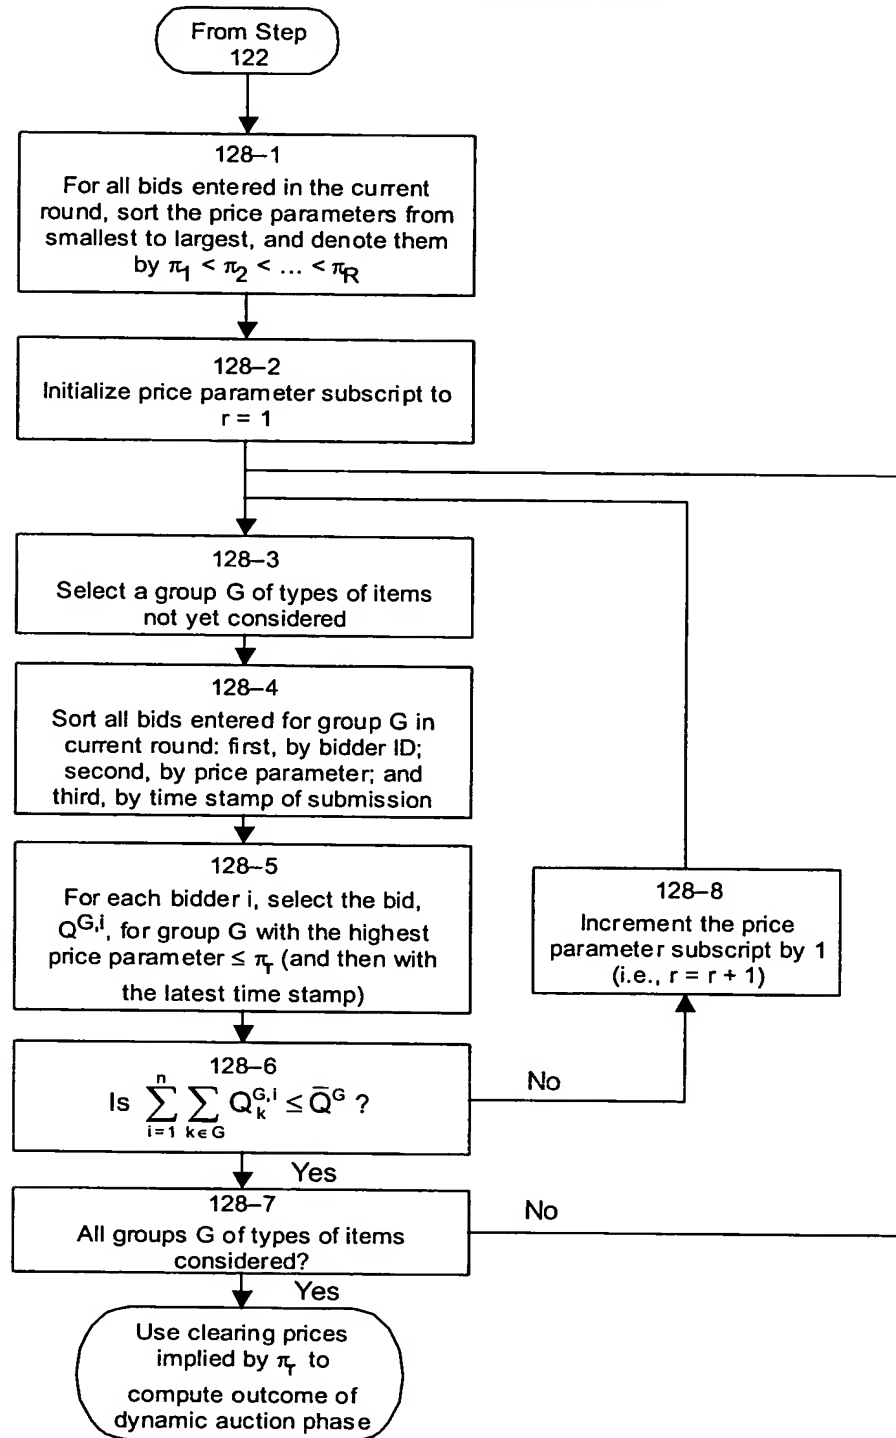 From Step
122
128–1
For all bids entered in the current
round, sort the price parameters from
smallest to largest, and denote them
by π1 < π2 < ... < πR
128–2
Initialize price parameter subscript to
r = 1
128–3
Select a group G of types of items
not yet considered
128–4
Sort all bids entered for group G in
current round: first, by bidder ID;
second, by price parameter; and
third, by time stamp of submission
128–5
For each bidder i, select the bid,
Q^{G,i}, for group G with the highest
price parameter ≤ πr (and then with
the latest time stamp)
128–8
Increment the price
parameter subscript by 1
(i.e., r = r + 1)
128–6
Is \sum_{i=1}^{n} \sum_{k∈G} Q_k^{G,i} ≤ \bar{Q}^G ?
No
Yes
128–7
All groups G of types of items
considered?
No
Yes
Use clearing prices
implied by πr to
compute outcome of
dynamic auction phase